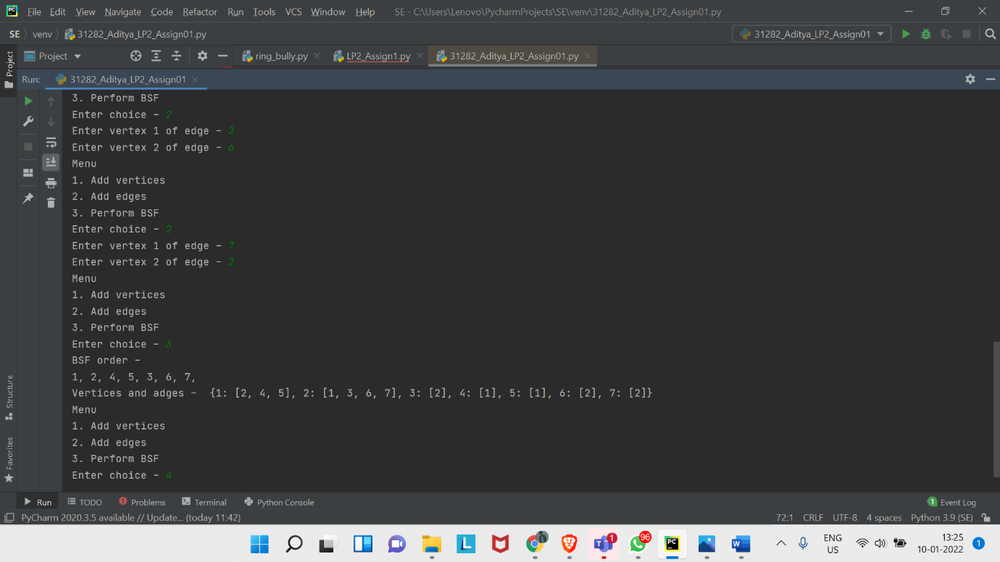 PC File Edit View Navigate Code Refactor Run Tools VCS Window Help SE - C:\Users\Lenovo\PycharmProjects\SE\venv\31282_Aditya_LP2_Assign01.py
SE venv 31282_Aditya_LP2_Assign01.py 31282_Aditya_LP2_Assign01
Project Project ring_bully.py LP2_Assign1.py 31282_Aditya_LP2_Assign01.py
Run: 31282_Aditya_LP2_Assign01
3. Perform BSF
Enter choice - 2
Enter vertex 1 of edge - 2
Enter vertex 2 of edge - 6
Menu
1. Add vertices
2. Add edges
3. Perform BSF
Enter choice - 2
Enter vertex 1 of edge - 7
Enter vertex 2 of edge - 2
Menu
1. Add vertices
2. Add edges
3. Perform BSF
Enter choice - 3
BSF order -
1, 2, 4, 5, 3, 6, 7,
Vertices and adges -  {1: [2, 4, 5], 2: [1, 3, 6, 7], 3: [2], 4: [1], 5: [1], 6: [2], 7: [2]}
Menu
1. Add vertices
2. Add edges
3. Perform BSF
Enter choice - 4
Structure
Favorites
Run TODO Problems Terminal Python Console 1 Event Log
PyCharm 2020.3.5 available // Update... (today 11:42) 72:1 CRLF UTF-8 4 spaces Python 3.9 (SE)
L n 1 96 PC W ENG US 13:25 10-01-2022 1